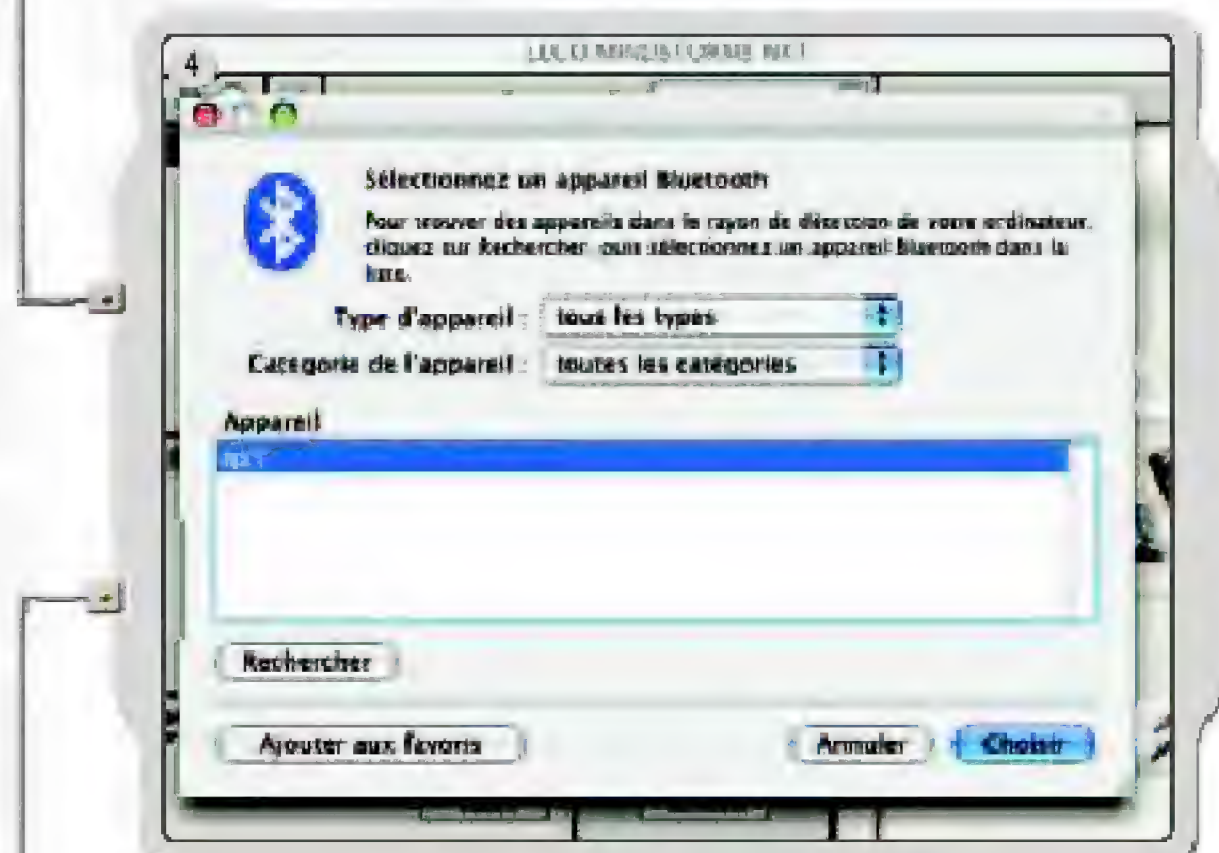 4
LEGO MINDSTORMS NXT
Sélectionnez un appareil Bluetooth
Pour trouver des appareils dans le rayon de détection de votre ordinateur,
cliquez sur Rechercher puis sélectionnez un appareil Bluetooth dans la
liste.
Type d'appareil : tous les types
Catégorie de l'appareil : toutes les catégories
Appareil
Rechercher
Ajouter aux favoris Annuler Choisir